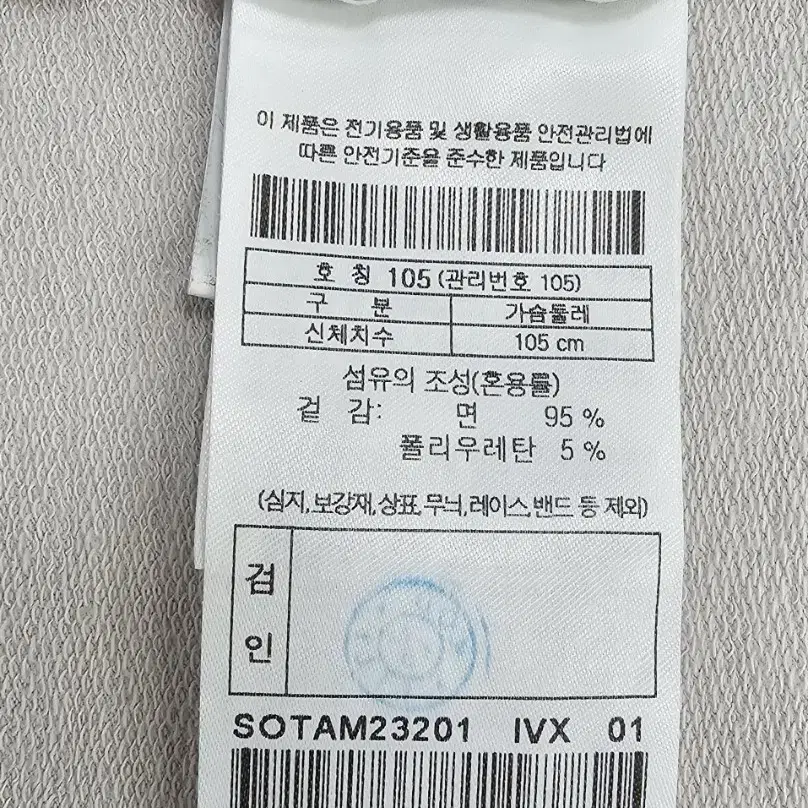 이 제품은 전기용품 및 생활용품 안전관리법에
따른 안전기준을 준수한 제품입니다
호 칭 105 (관리번호 105)
구 분 가슴둘레
신체치수 105 cm
섬유의 조성(혼용률)
겉 감: 면 95 %
폴리우레탄 5 %
(심지,보강재,상표,무늬,레이스,밴드 등 제외)
검
인
SOTAM23201 IVX 01